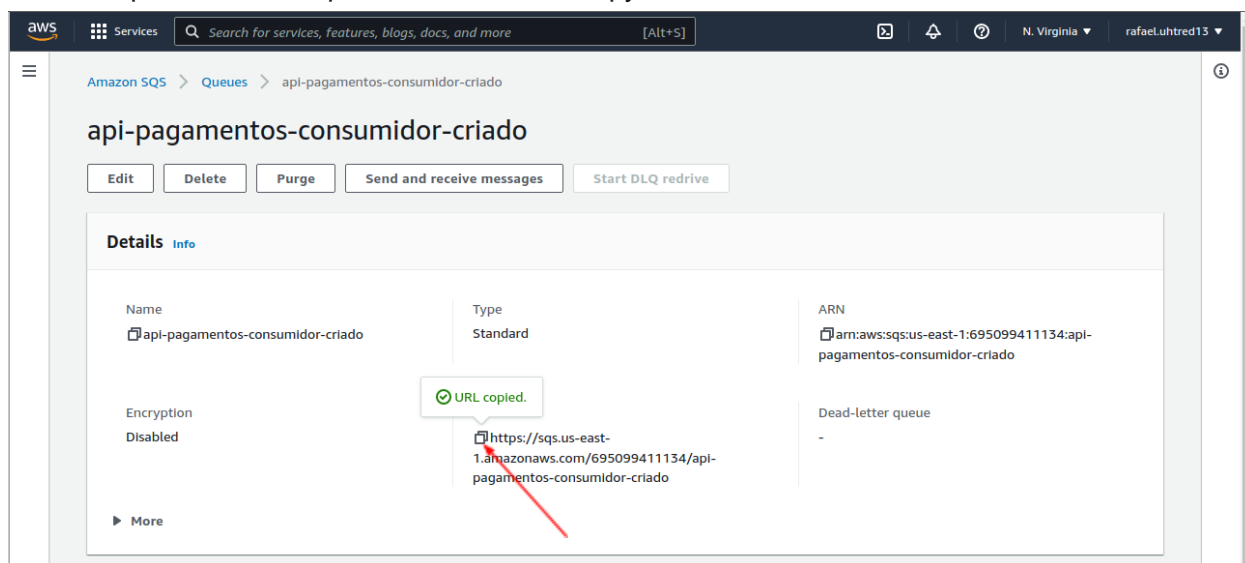 aws
Services
Search for services, features, blogs, docs, and more
[Alt+S]
N. Virginia ▼
rafael.uhtred13 ▼
Amazon SQS > Queues > api-pagamentos-consumidor-criado
api-pagamentos-consumidor-criado
Edit
Delete
Purge
Send and receive messages
Start DLQ redrive
Details Info
Name
api-pagamentos-consumidor-criado
Type
Standard
ARN
arn:aws:sqs:us-east-1:695099411134:api-
pagamentos-consumidor-criado
Encryption
Disabled
URL copied.
https://sqs.us-east-
1.amazonaws.com/695099411134/api-
pagamentos-consumidor-criado
Dead-letter queue
-
▶ More